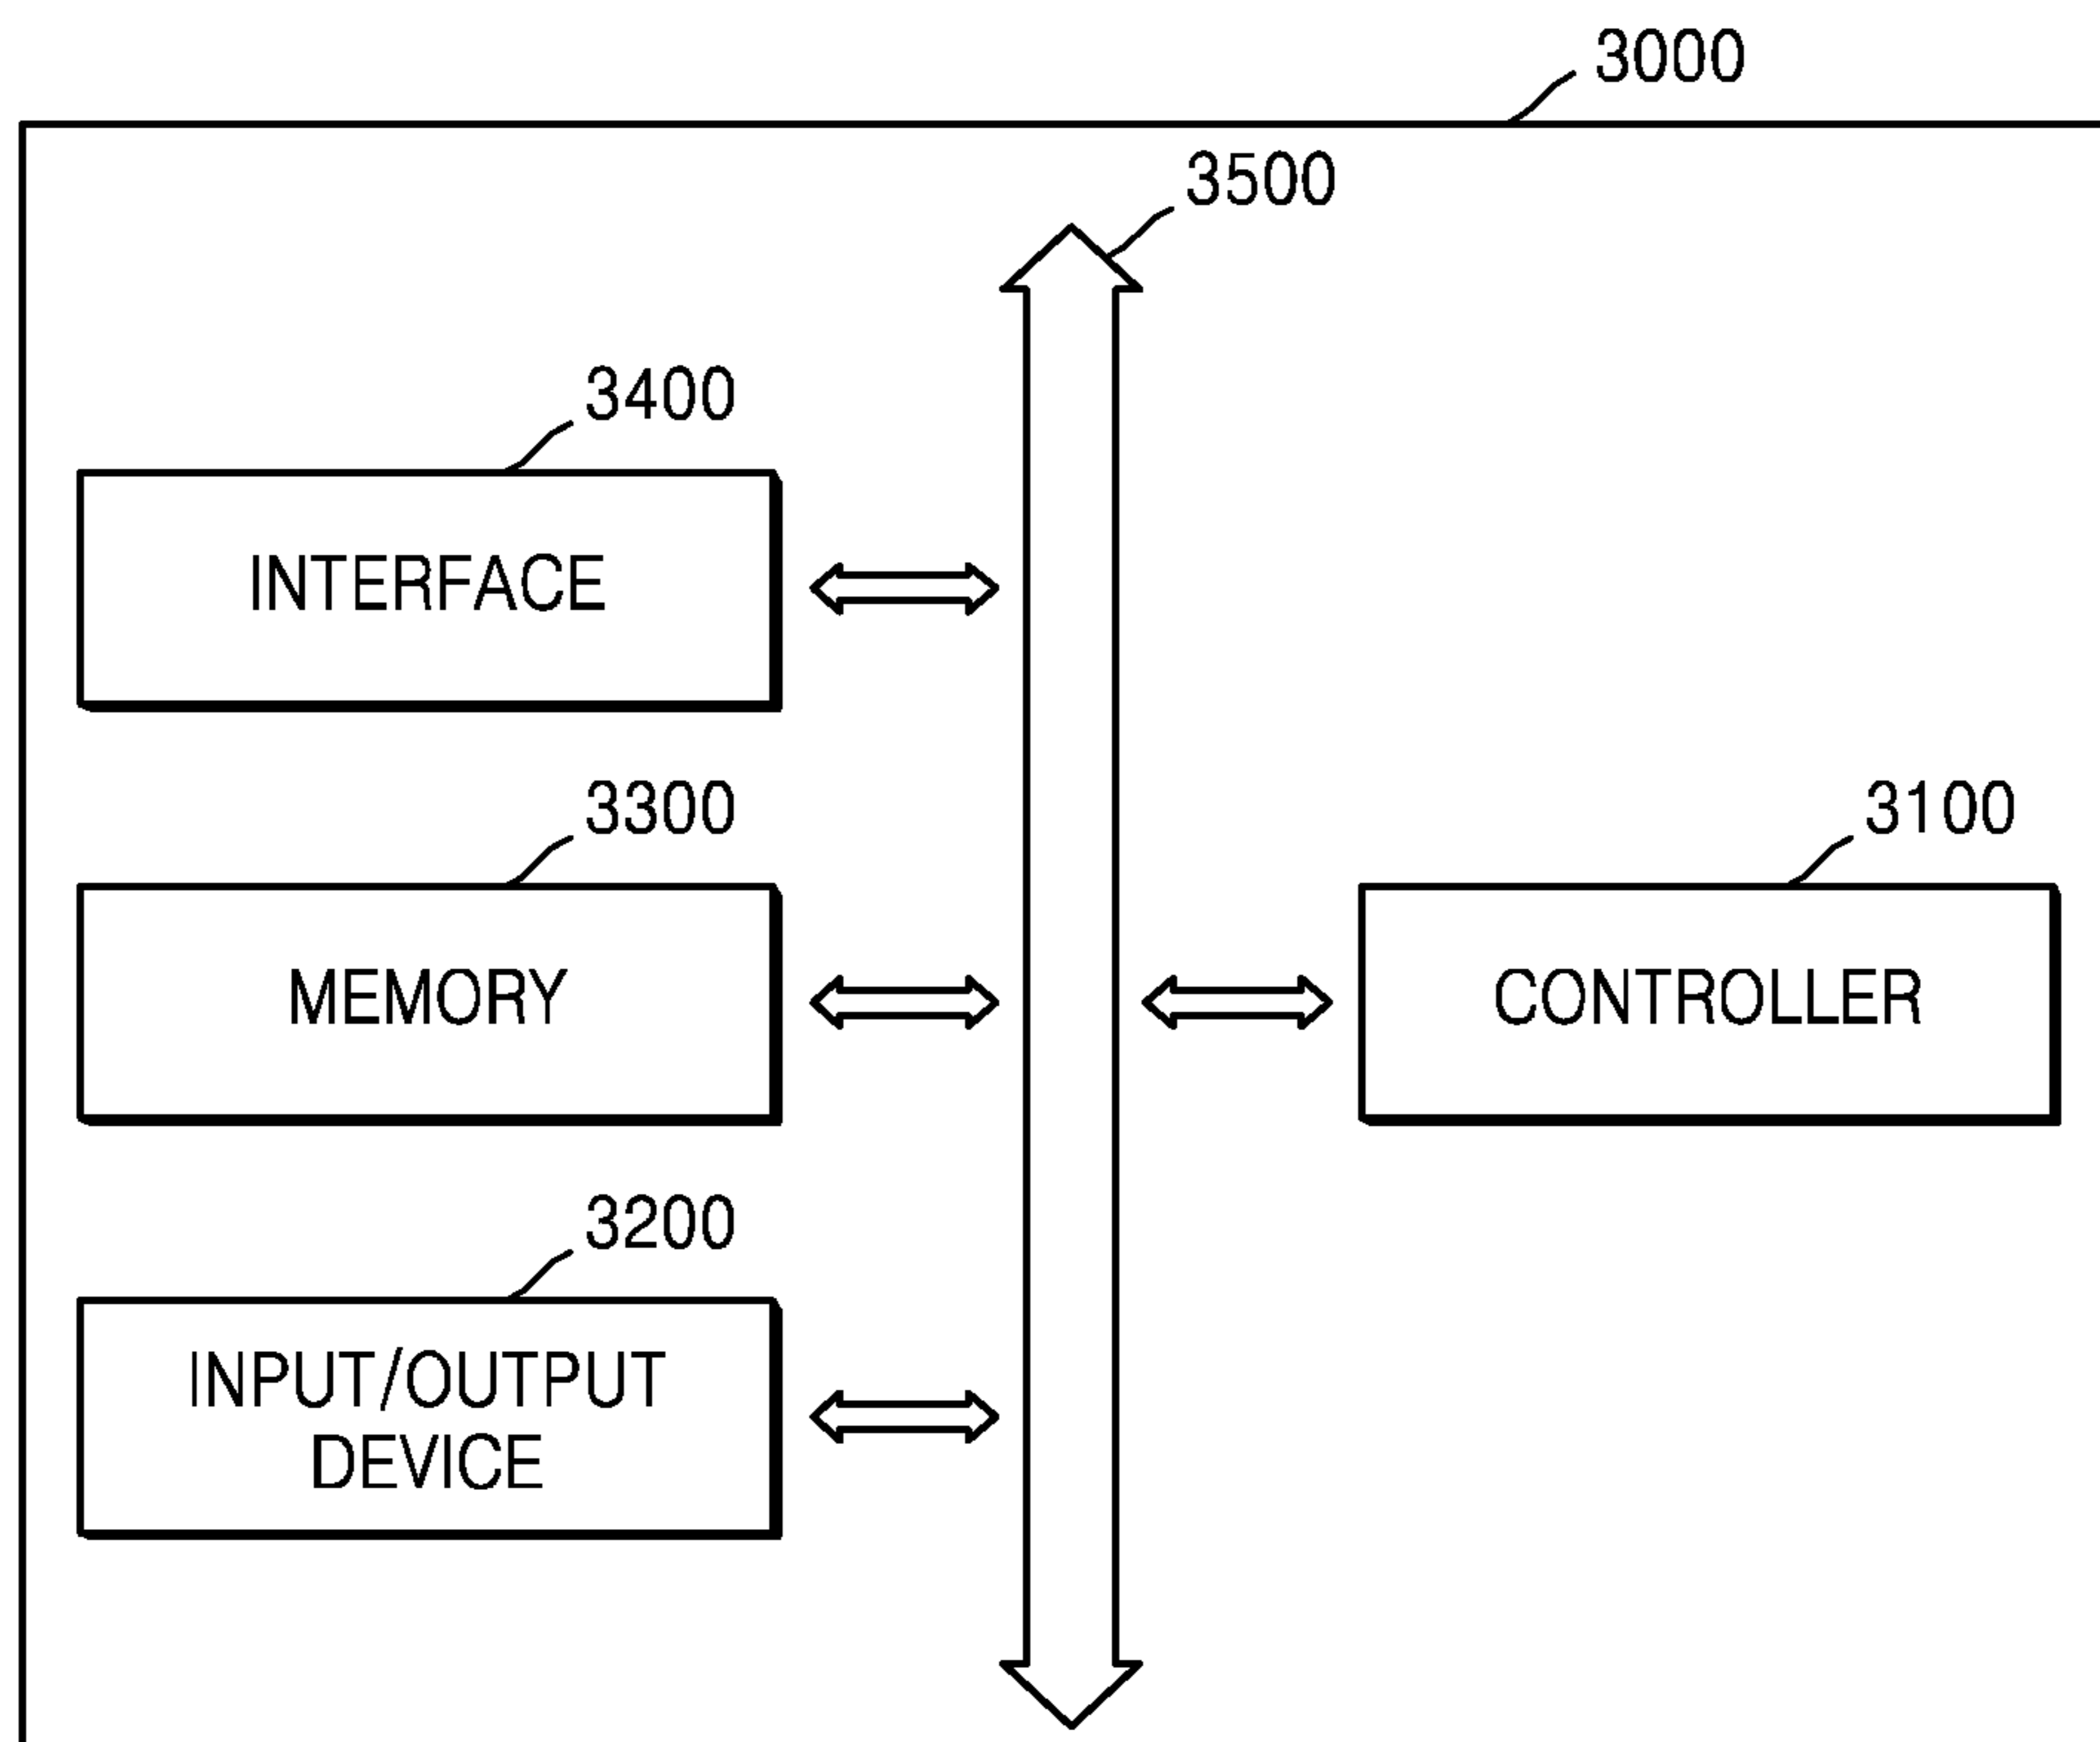 3000
3500
3400
INTERFACE
3300
MEMORY
3100
CONTROLLER
3200
INPUT/OUTPUT
DEVICE